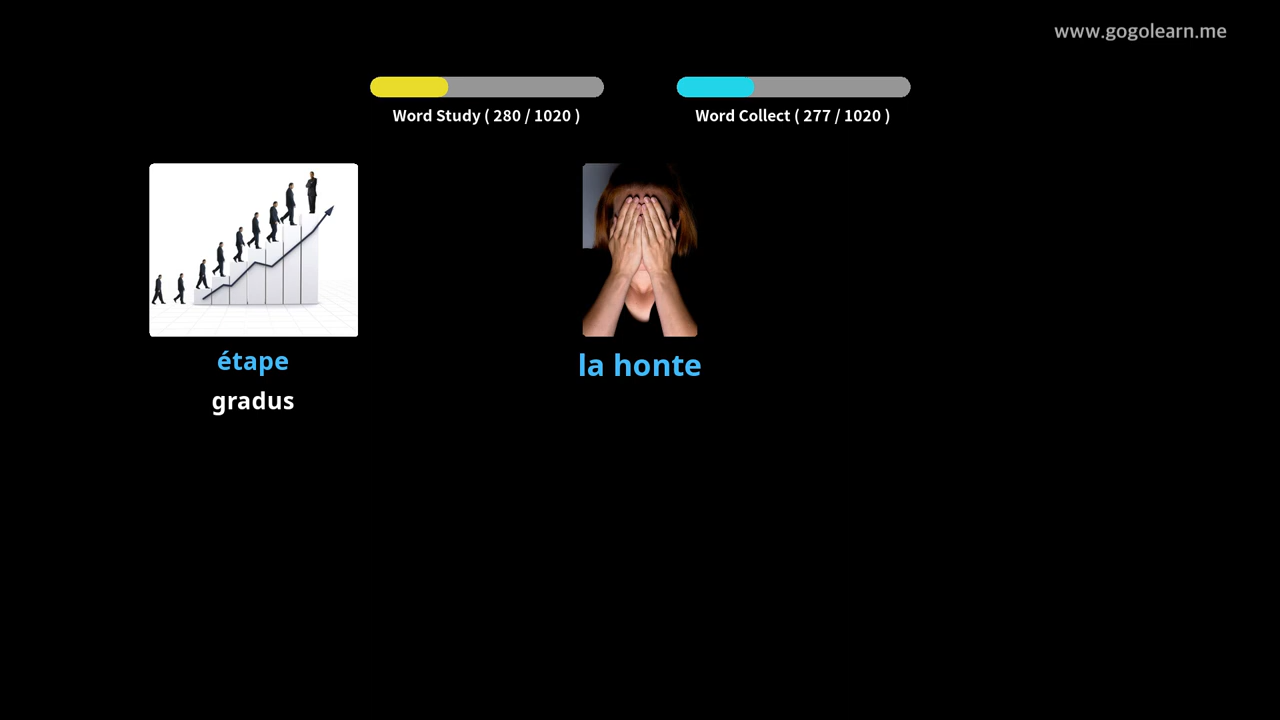 www.gogolearn.me
Word Study ( 280 / 1020 )
Word Collect ( 277 / 1020 )
étape
gradus
la honte